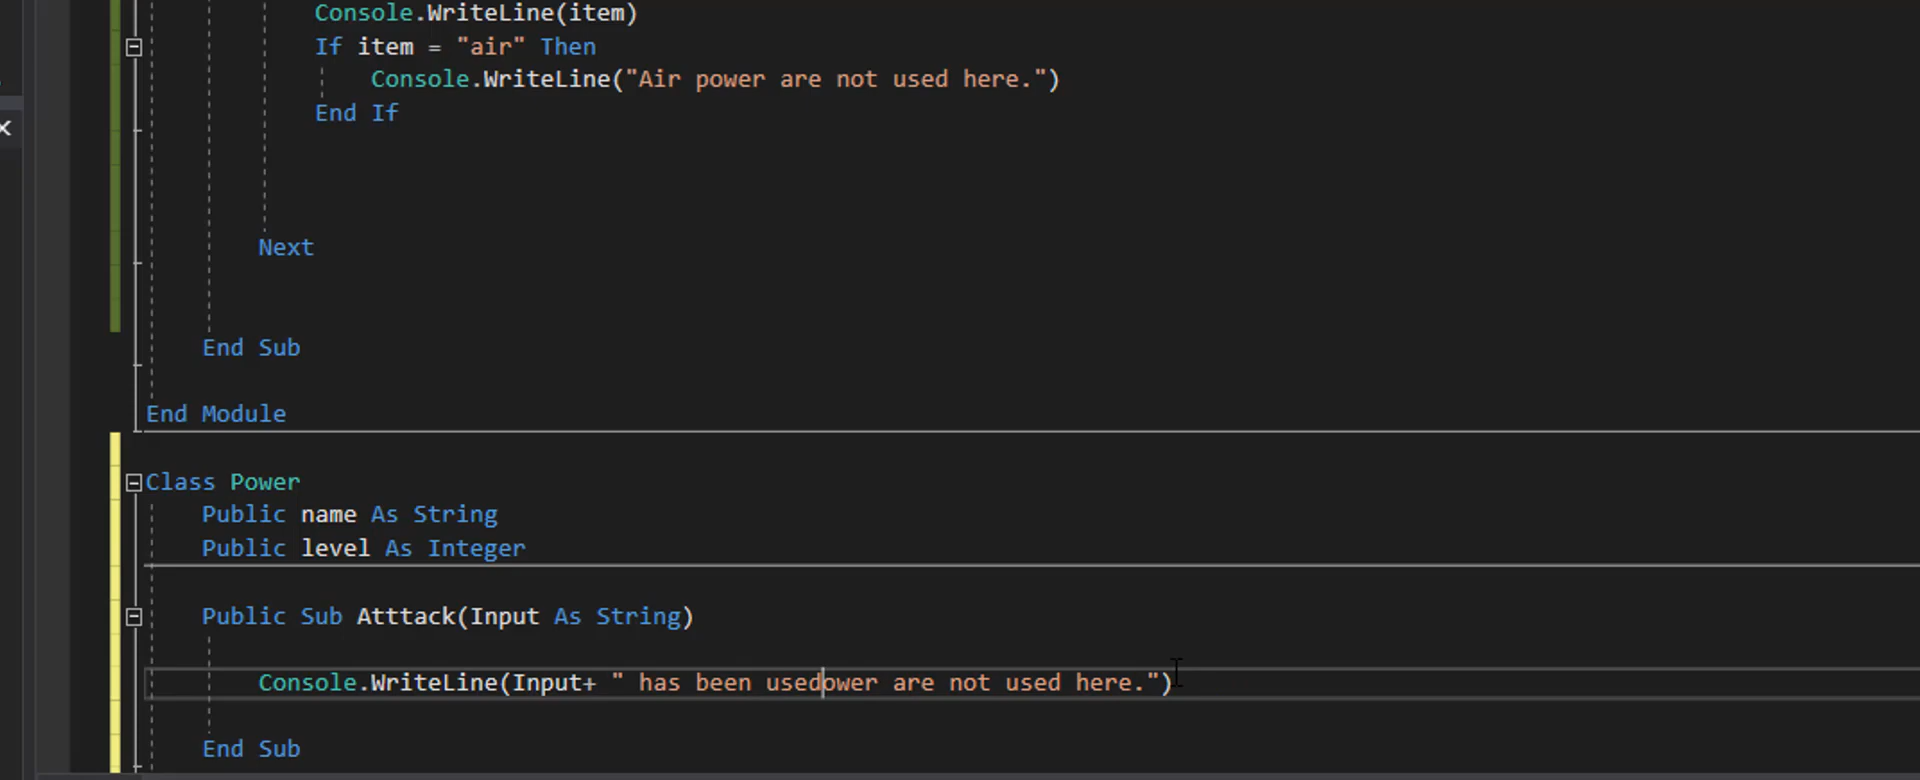 Console.WriteLine(item)
If item = "air" Then
Console.WriteLine("Air power are not used here.")
End If
Next
End Sub
End Module
Class Power
Public name As String
Public level As Integer
Public Sub Atttack(Input As String)
Console.WriteLine(Input+ " has been usedower are not used here.")
End Sub